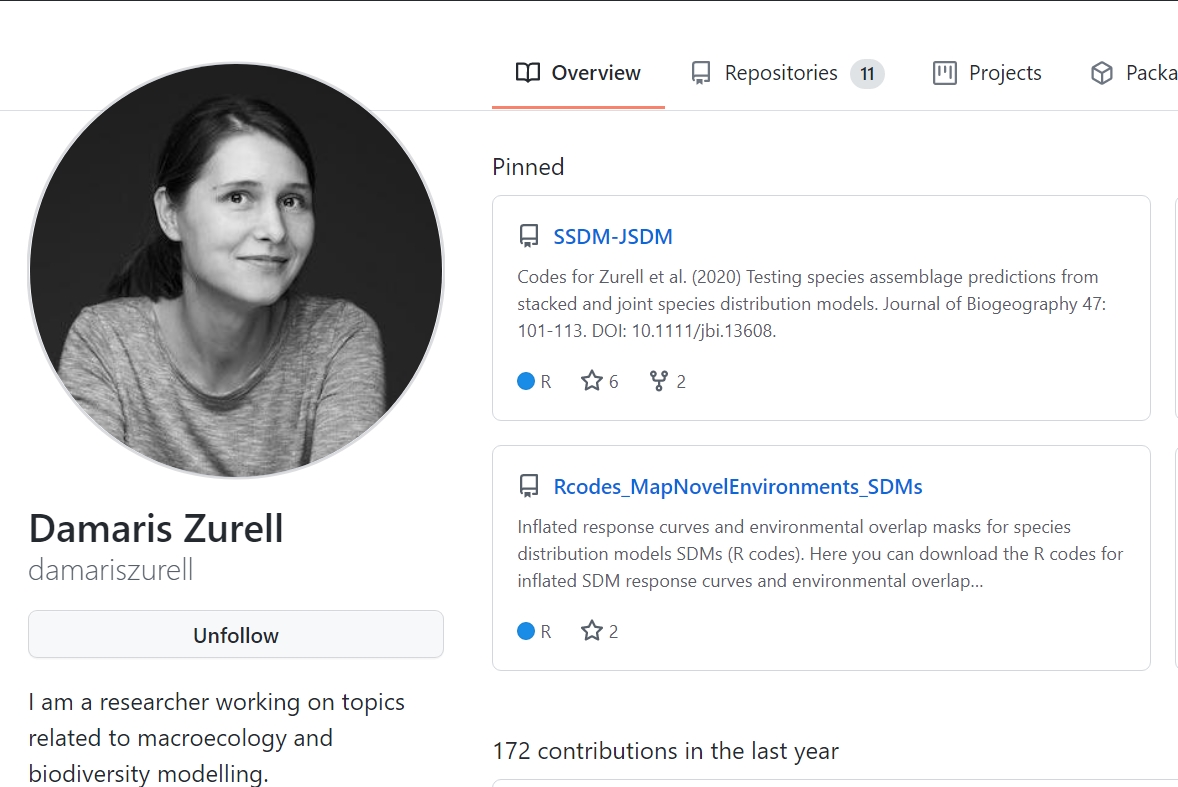 Overview
Repositories 11
Projects
Packa
Pinned
SSDM-JSDM
Codes for Zurell et al. (2020) Testing species assemblage predictions from
stacked and joint species distribution models. Journal of Biogeography 47:
101-113. DOI: 10.1111/jbi.13608.
R 6 2
Rcodes_MapNovelEnvironments_SDMs
Inflated response curves and environmental overlap masks for species
distribution models SDMs (R codes). Here you can download the R codes for
inflated SDM response curves and environmental overlap...
R 2
172 contributions in the last year
Damaris Zurell
damariszurell
Unfollow
I am a researcher working on topics
related to macroecology and
biodiversity modelling.